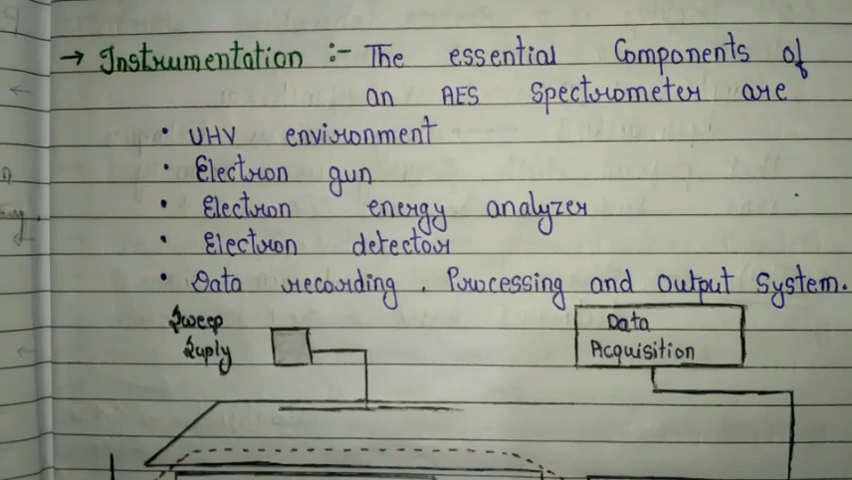 → Instrumentation :- The essential Components of
an AES Spectrometer are
• UHV environment
• Electron gun
• Electron energy analyzer
• Electron detector
• Data recording, Processing and output System.
Sweep
Suply
Data
Acquisition